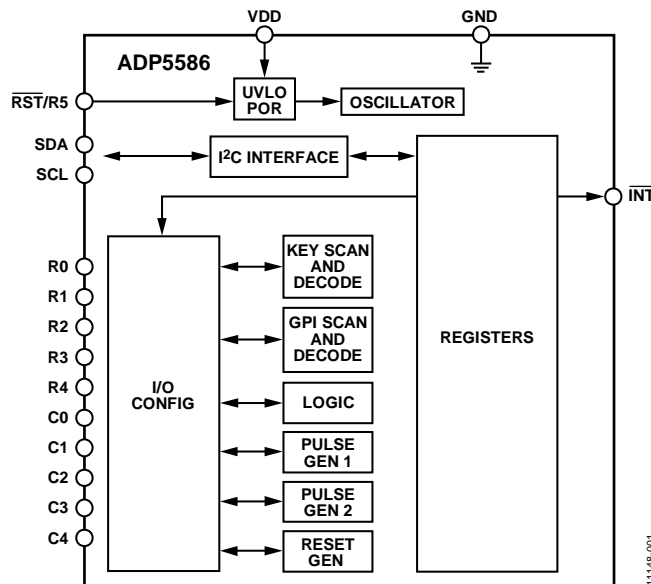 VDD
GND
ADP5586
RST/R5
UVLO
POR
OSCILLATOR
SDA
I²C INTERFACE
SCL
INT
R0
KEY SCAN
AND
DECODE
R1
R2
GPI SCAN
AND
DECODE
REGISTERS
R3
R4
I/O
CONFIG
LOGIC
C0
C1
PULSE
GEN 1
C2
C3
PULSE
GEN 2
C4
RESET
GEN
11148-001